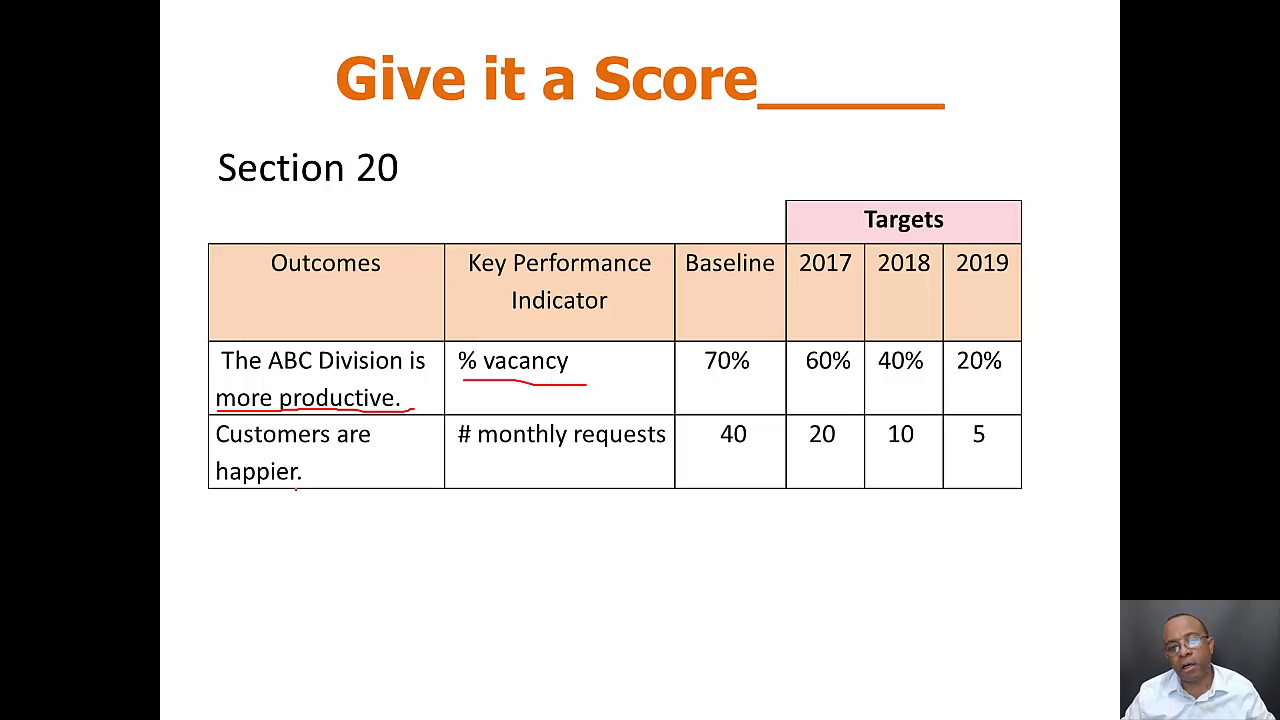 Give it a Score_____
Section 20
Targets
Outcomes Key Performance Indicator Baseline 2017 2018 2019
The ABC Division is more productive. % vacancy 70% 60% 40% 20%
Customers are happier. # monthly requests 40 20 10 5